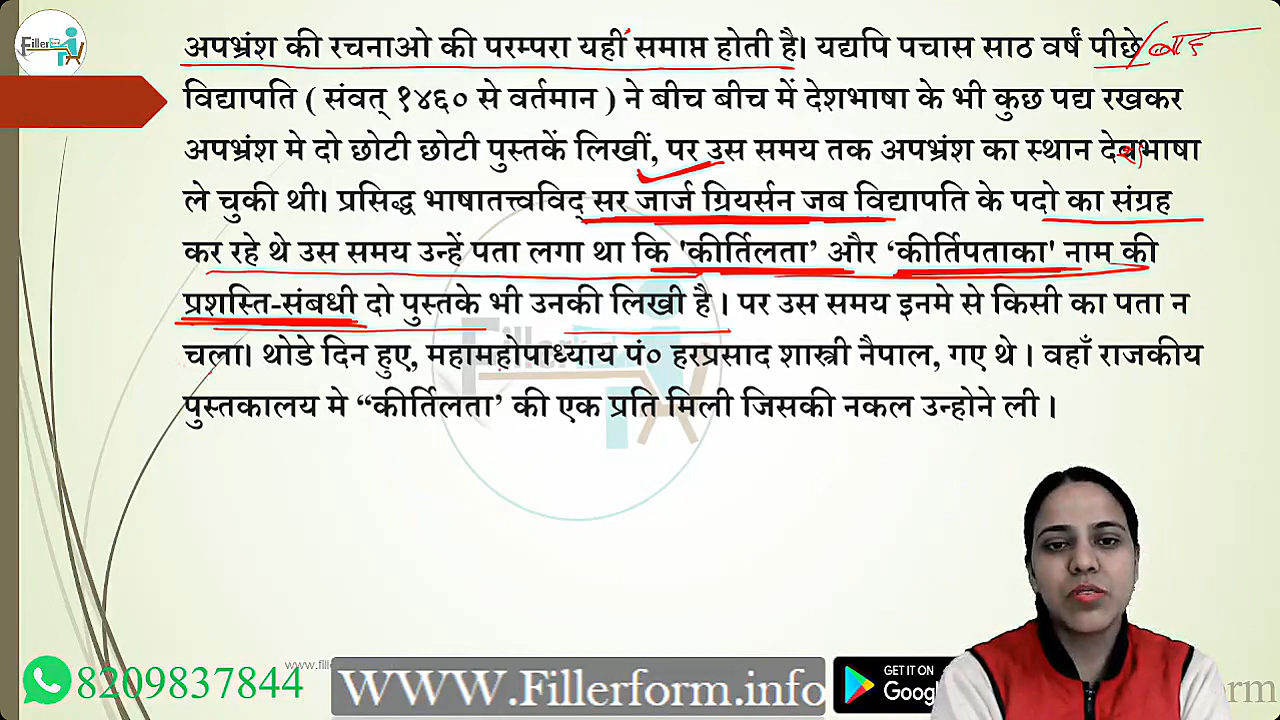 Filler
अपभ्रंश की रचनाओ की परम्परा यहीं समाप्त होती है। यद्यपि पचास साठ वर्षं पीछे
विद्यापति ( संवत् १४६० से वर्तमान ) ने बीच बीच में देशभाषा के भी कुछ पद्य रखकर
अपभ्रंश मे दो छोटी छोटी पुस्तकें लिखीं, पर उस समय तक अपभ्रंश का स्थान देशभाषा
ले चुकी थी। प्रसिद्ध भाषातत्त्वविद् सर जार्ज ग्रियर्सन जब विद्यापति के पदो का संग्रह
कर रहे थे उस समय उन्हें पता लगा था कि 'कीर्तिलता’ और ‘कीर्तिपताका' नाम की
प्रशस्ति-संबधी दो पुस्तके भी उनकी लिखी है । पर उस समय इनमे से किसी का पता न
चला। थोडे दिन हुए, महामहोपाध्याय पं० हरप्रसाद शास्त्री नैपाल, गए थे । वहाँ राजकीय
पुस्तकालय मे “कीर्तिलता’ की एक प्रति मिली जिसकी नकल उन्होने ली ।
8209837844
WWW.Fillerform.info
GET IT ON